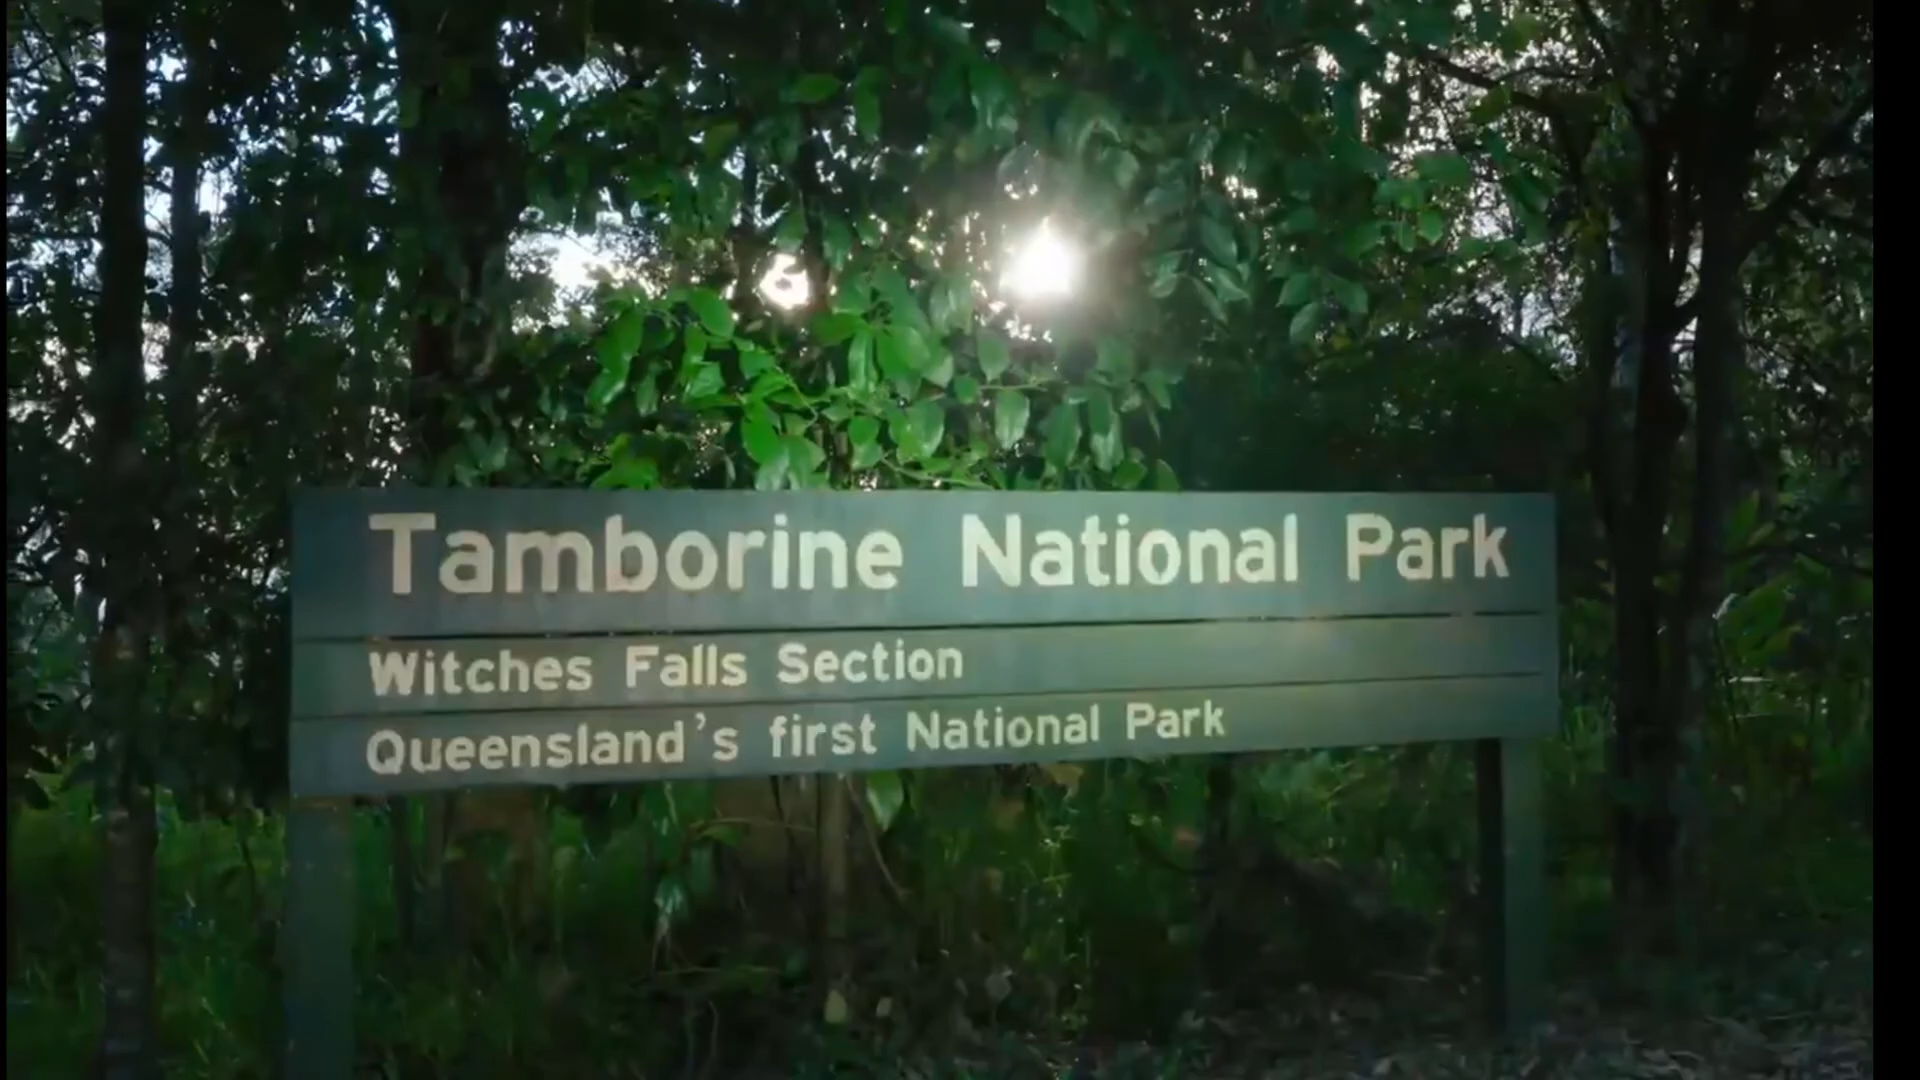 Tamborine National Park
Witches Falls Section
Queensland's first National Park